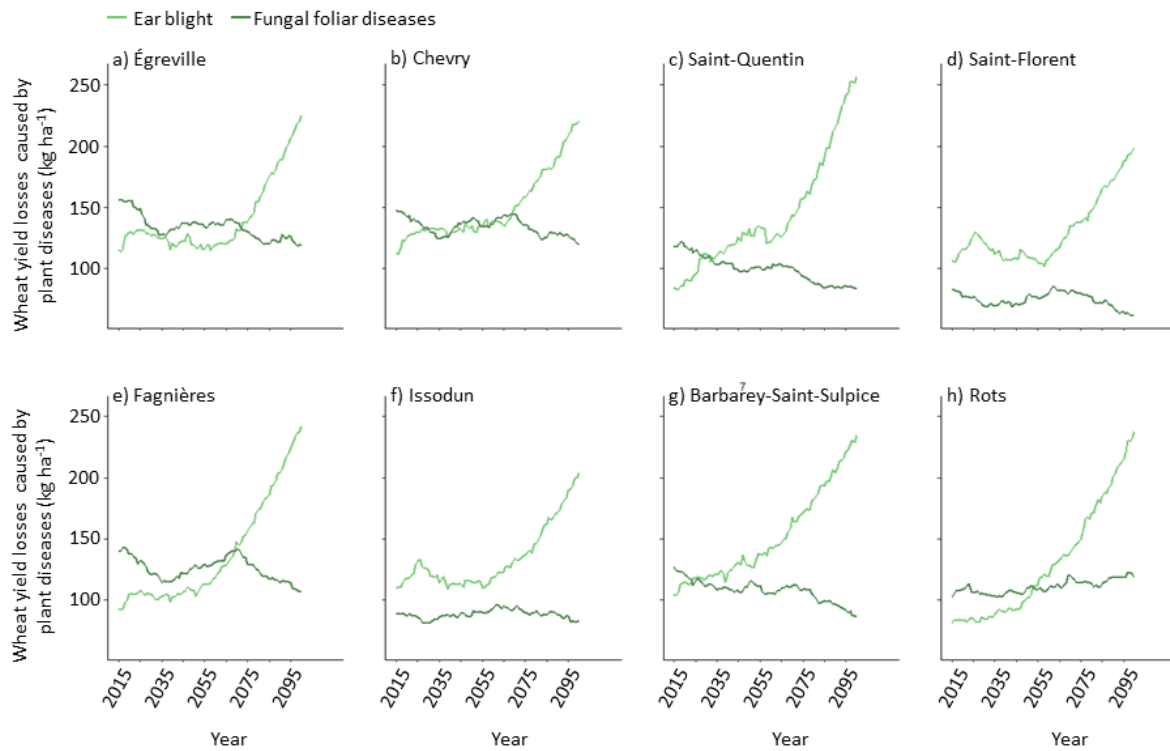 Ear blight Fungal foliar diseases
a) Égreville
b) Chevry
c) Saint-Quentin
d) Saint-Florent
Wheat yield losses caused by
plant diseases (kg ha⁻¹)
250
200
150
100
e) Fagnières
f) Issodun
g) Barbarey-Saint-Sulpice
7
h) Rots
Wheat yield losses caused by
plant diseases (kg ha⁻¹)
250
200
150
100
2015 2035 2055 2075 2095
2015 2035 2055 2075 2095
2015 2035 2055 2075 2095
2015 2035 2055 2075 2095
Year
Year
Year
Year